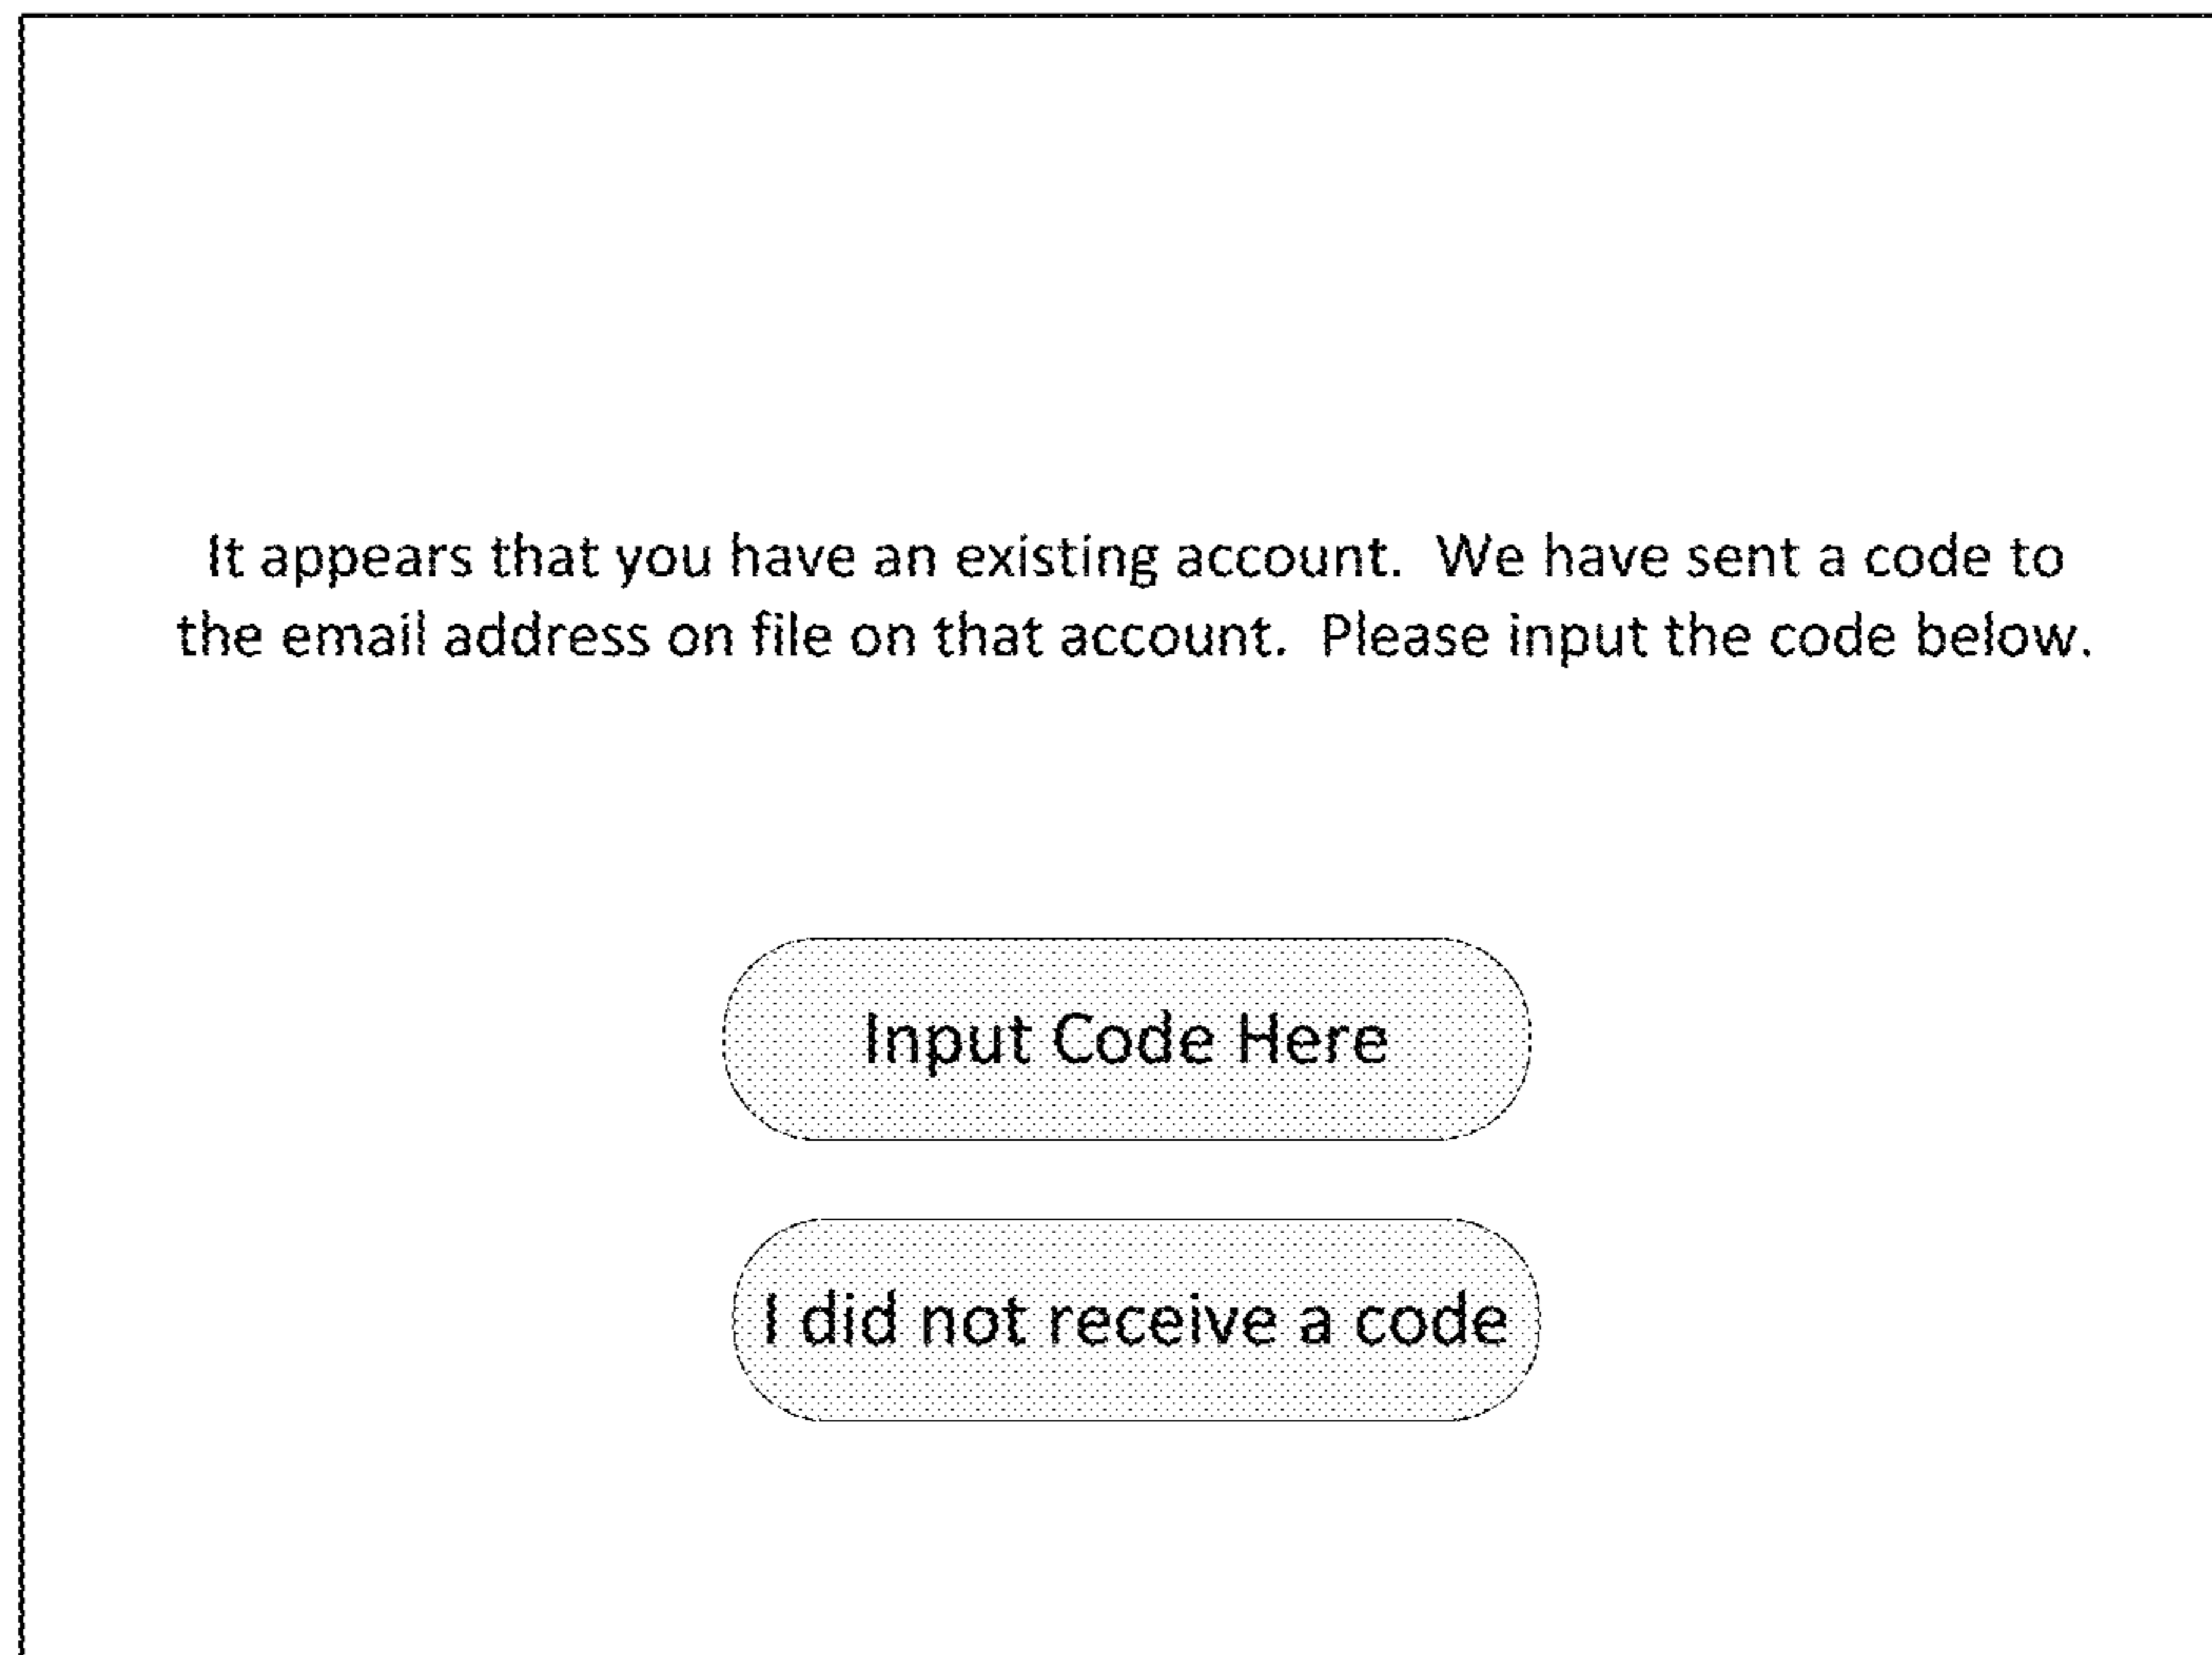 It appears that you have an existing account.  We have sent a code to
the email address on file on that account.  Please input the code below.
Input Code Here
I did not receive a code